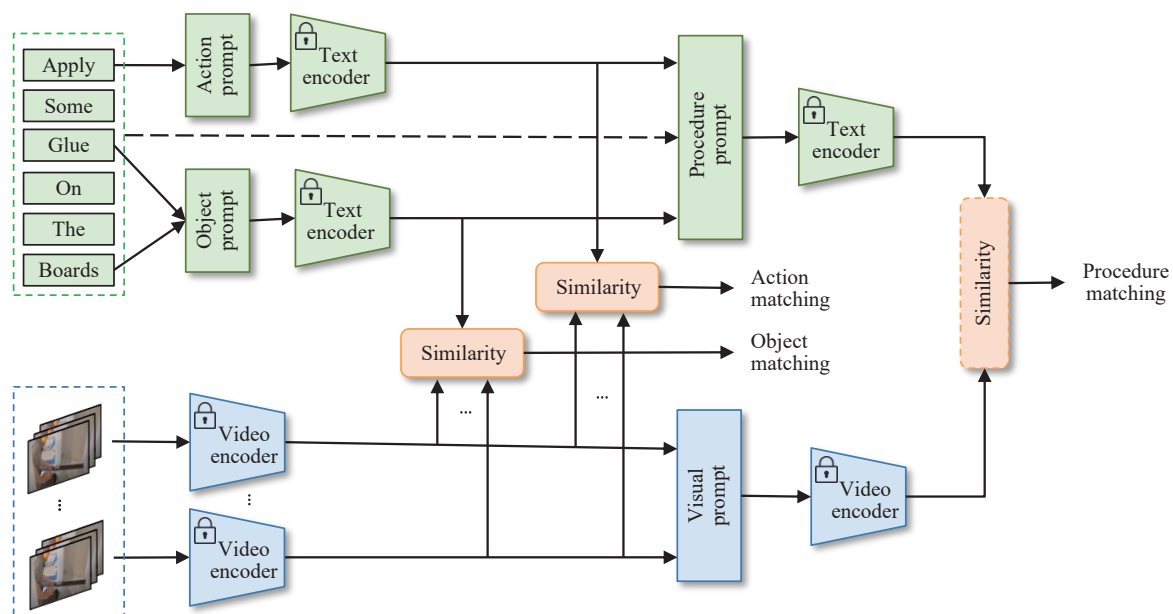 Apply
Some
Glue
On
The
Boards
Action
prompt
Text
encoder
Object
prompt
Text
encoder
Procedure
prompt
Text
encoder
Similarity
Procedure
matching
Similarity
Action
matching
Similarity
Object
matching
...
...
Video
encoder
...
...
Video
encoder
Visual
prompt
Video
encoder